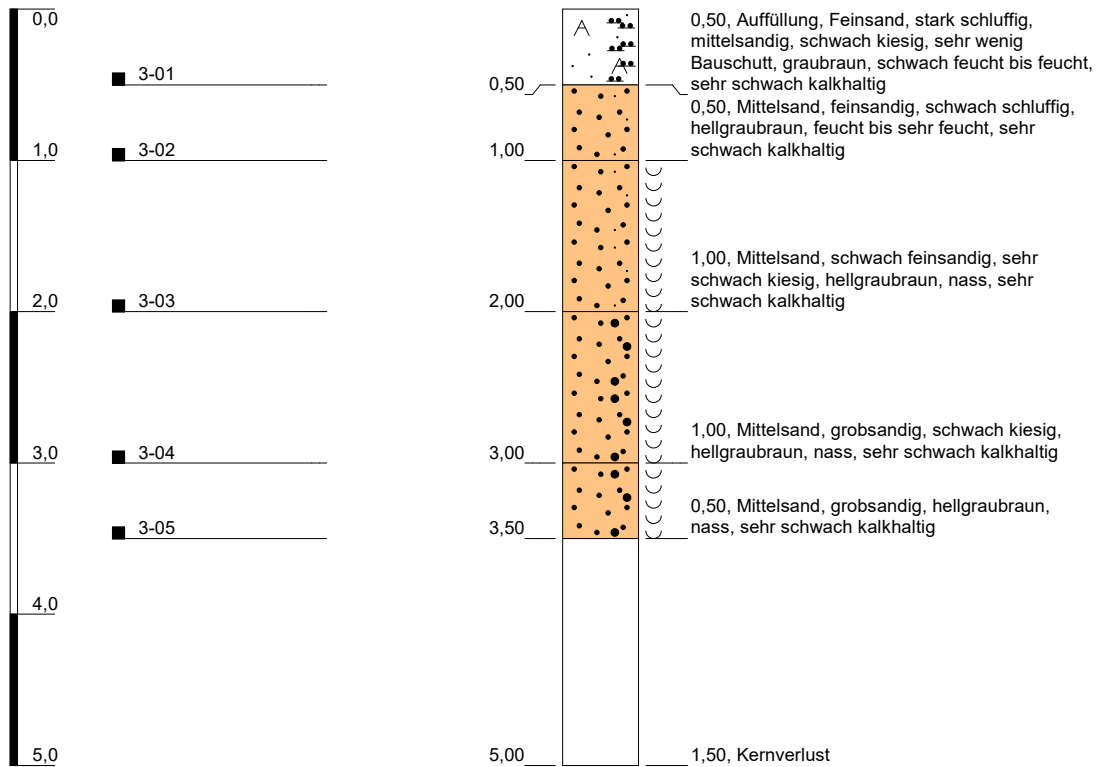 0,0
0,50, Auffüllung, Feinsand, stark schluffig,
mittelsandig, schwach kiesig, sehr wenig
Bauschutt, graubraun, schwach feucht bis feucht,
sehr schwach kalkhaltig
3-01
0,50
0,50, Mittelsand, feinsandig, schwach schluffig,
hellgraubraun, feucht bis sehr feucht, sehr
schwach kalkhaltig
1,0
3-02
1,00
1,00, Mittelsand, schwach feinsandig, sehr
schwach kiesig, hellgraubraun, nass, sehr
schwach kalkhaltig
2,0
3-03
2,00
1,00, Mittelsand, grobsandig, schwach kiesig,
hellgraubraun, nass, sehr schwach kalkhaltig
3,0
3-04
3,00
0,50, Mittelsand, grobsandig, hellgraubraun,
nass, sehr schwach kalkhaltig
3-05
3,50
4,0
5,0
5,00
1,50, Kernverlust
A
A